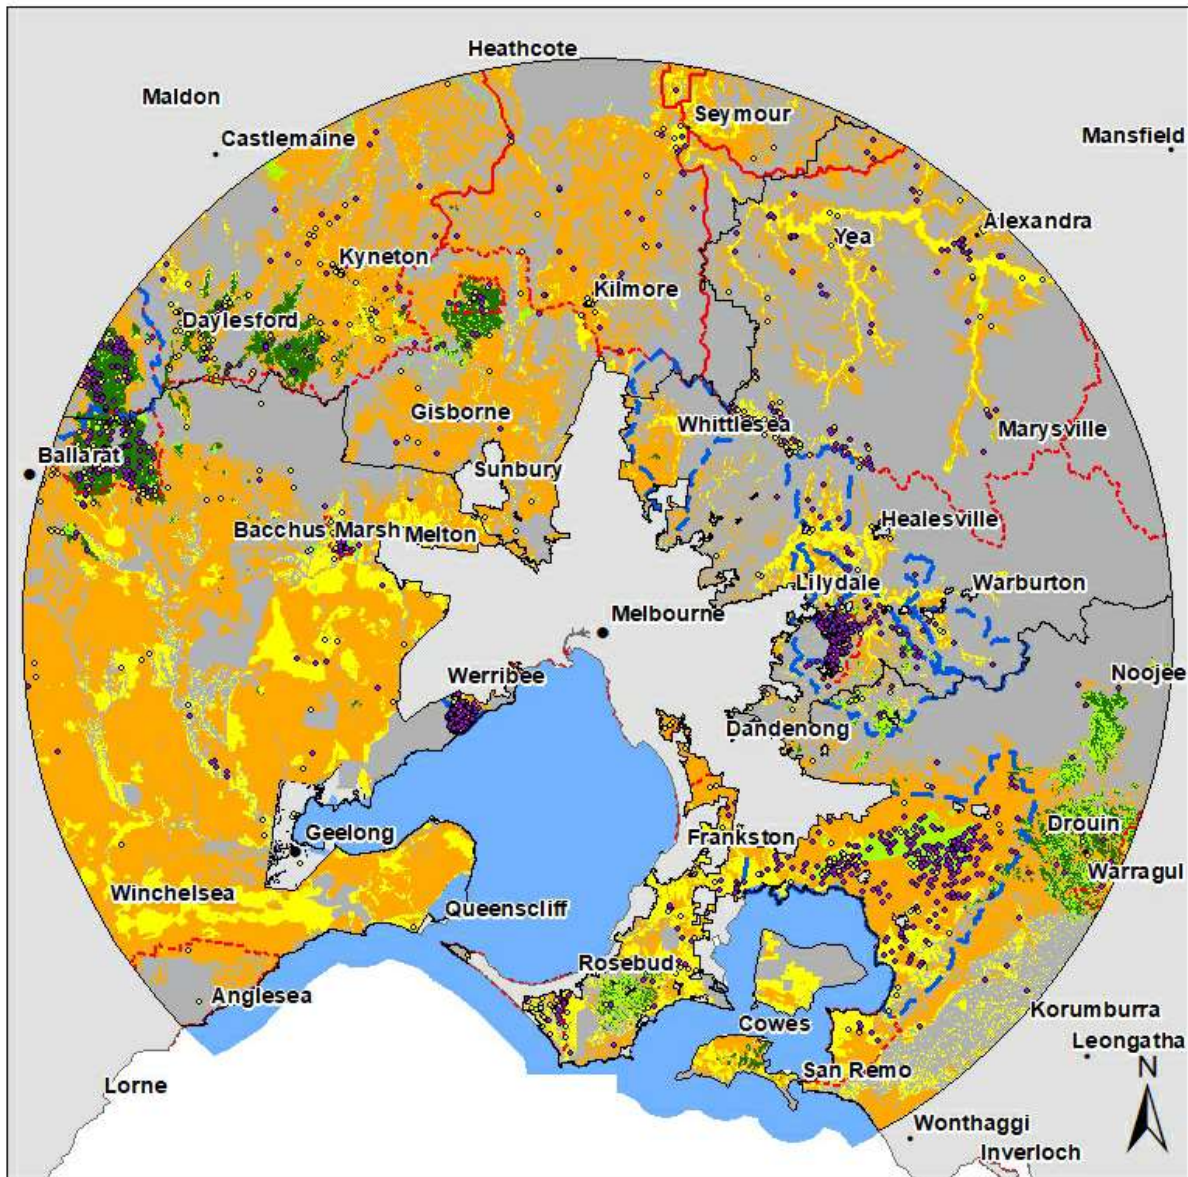 Heathcote
Maldon
Seymour
Castlemaine
Mansfield
Alexandra
Yea
Kyneton
Kilmore
Daylesford
Gisborne
Whittlesea
Marysville
Ballarat
Sunbury
Healesville
Bacchus Marsh
Melton
Lilydale
Warburton
Melbourne
Noojee
Werribee
Dandenong
Drouin
Geelong
Frankston
Warragul
Winchelsea
Queenscliff
Rosebud
Anglesea
Korumburra
Cowes
Leongatha
N
San Remo
Lorne
Wonthaggi
Inverloch